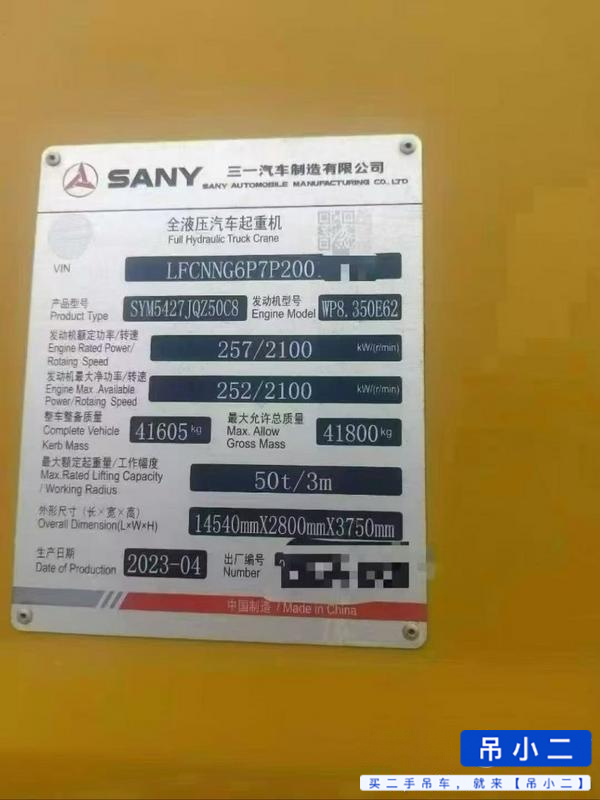 SANY 三一汽车制造有限公司
SANY AUTOMOBILE MANUFACTURING CO., LTD
全液压汽车起重机
Full Hydraulic Truck Crane
VIN LFCNNG6P7P200
产品型号 发动机型号
Product Type SYM5427JQZ50C8 Engine Model WP8.350E62
发动机额定功率/转速
Engine Rated Power/
Rotaing Speed 257/2100 kW/(r/min)
发动机最大净功率/转速
Engine Max. Available
Power/Rotaing Speed 252/2100 kW/(r/min)
整车整备质量 最大允许总质量
Complete Vehicle 41605 kg Max. Allow 41800 kg
Kerb Mass Gross Mass
最大额定起重量/工作幅度
Max.Rated Lifting Capacity
/ Working Radius 50t/3m
外形尺寸（长×宽×高）
Overall Dimension(L×W×H) 14540mmX2800mmX3750mm
生产日期 出厂编号
Date of Production 2023-04 Number
中国制造 / Made in China
吊小二
买二手吊车，就来【吊小二】